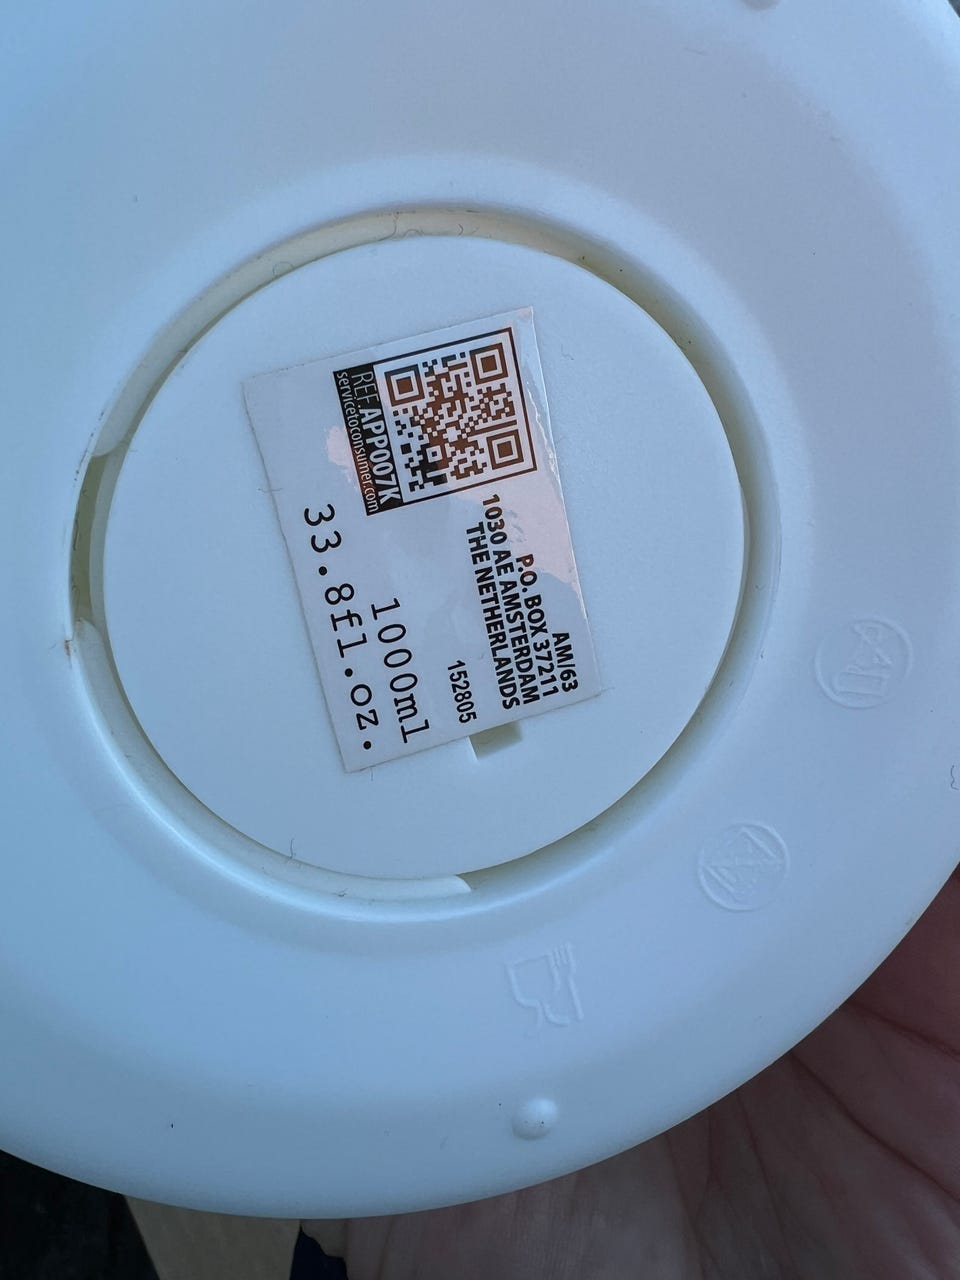 REF APP007K
servicetoconsumer.com
AM/63
P.O. BOX 37211
1030 AE AMSTERDAM
THE NETHERLANDS
152805
1000ml
33.8fl.oz.